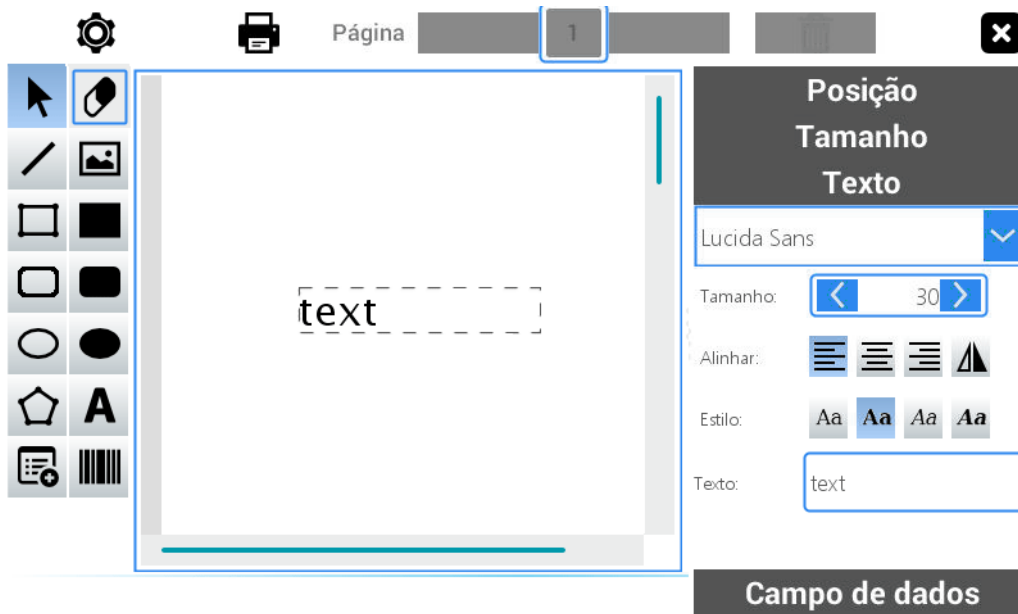 Página 1
Posição
Tamanho
Texto
Lucida Sans
text
Tamanho: 30
Alinhar:
Estilo: Aa Aa Aa Aa
Texto: text
Campo de dados